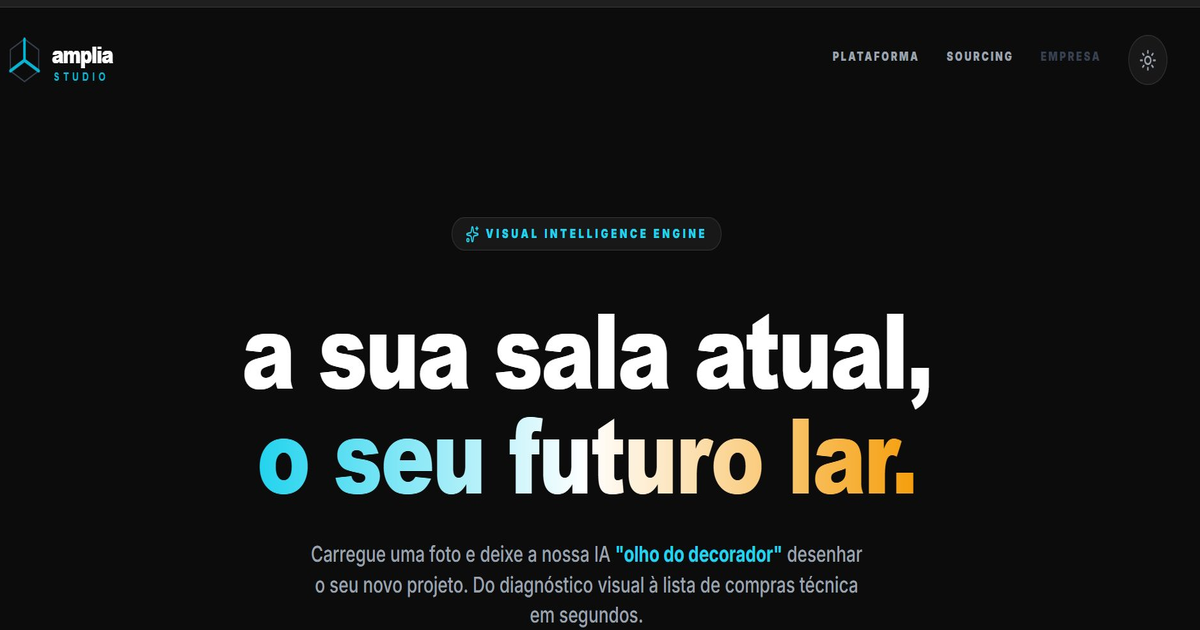 amplia
STUDIO
PLATAFORMA SOURCING EMPRESA
VISUAL INTELLIGENCE ENGINE
a sua sala atual,
o seu futuro lar.
Carregue uma foto e deixe a nossa IA "olho do decorador" desenhar
o seu novo projeto. Do diagnóstico visual à lista de compras técnica
em segundos.